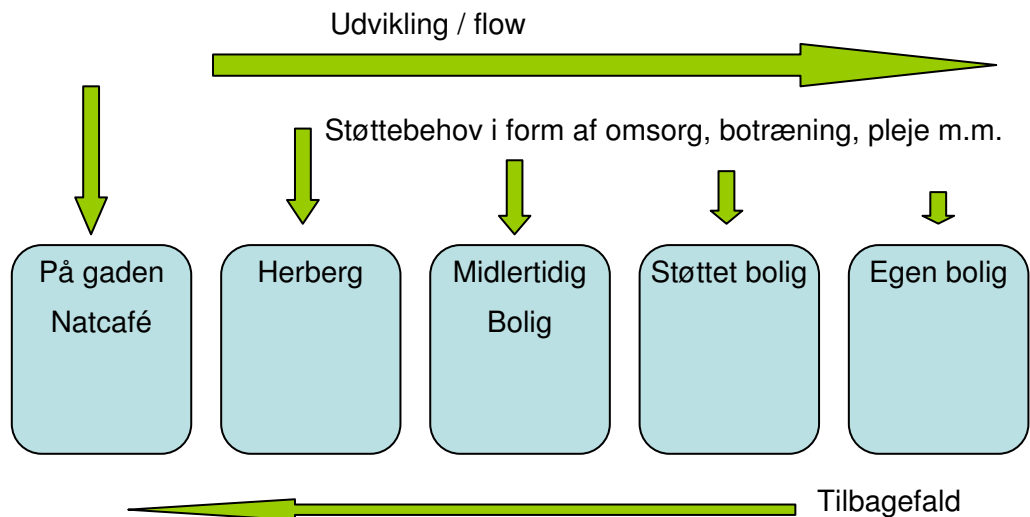 Udvikling / flow
Støttebehov i form af omsorg, botræning, pleje m.m.
På gaden
Natcafé
Herberg
Midlertidig
Bolig
Støttet bolig
Egen bolig
Tilbagefald